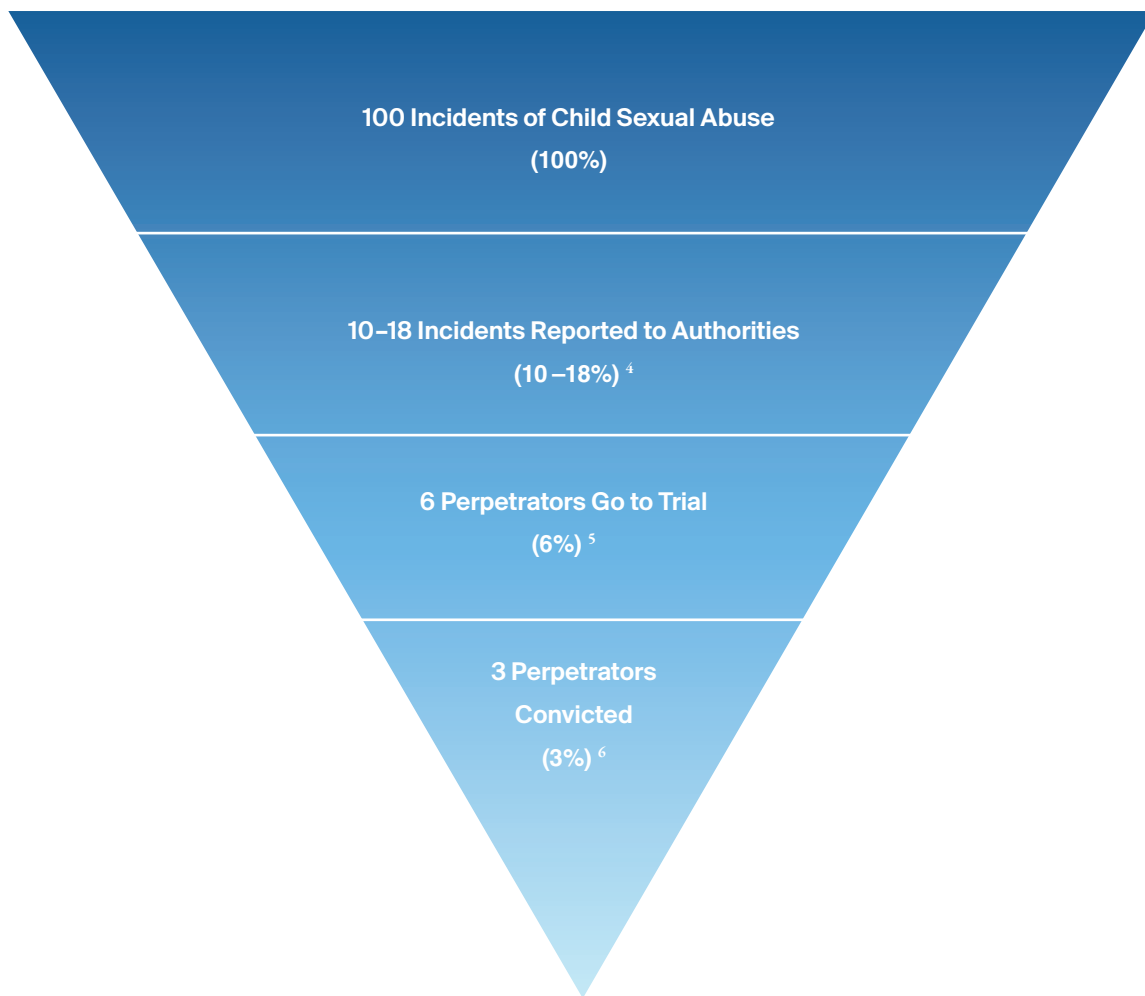 100 Incidents of Child Sexual Abuse
(100%)
10–18 Incidents Reported to Authorities
(10–18%) 4
6 Perpetrators Go to Trial
(6%) 5
3 Perpetrators
Convicted
(3%) 6